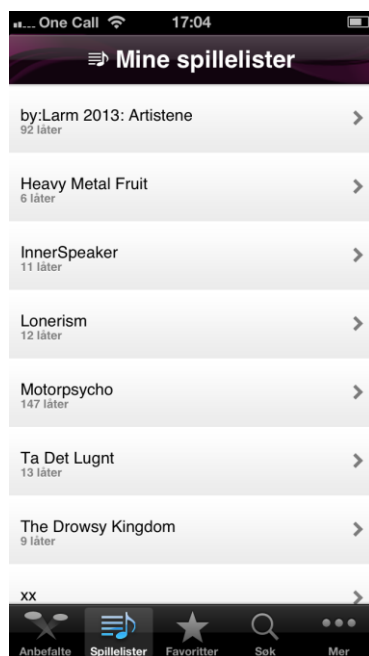 One Call 17:04
Mine spillelister
by:Larm 2013: Artistene
92 låter
Heavy Metal Fruit
6 låter
InnerSpeaker
11 låter
Lonerism
12 låter
Motorpsycho
147 låter
Ta Det Lugnt
13 låter
The Drowsy Kingdom
9 låter
xx
Anbefalte Spillelister Favoritter Søk Mer